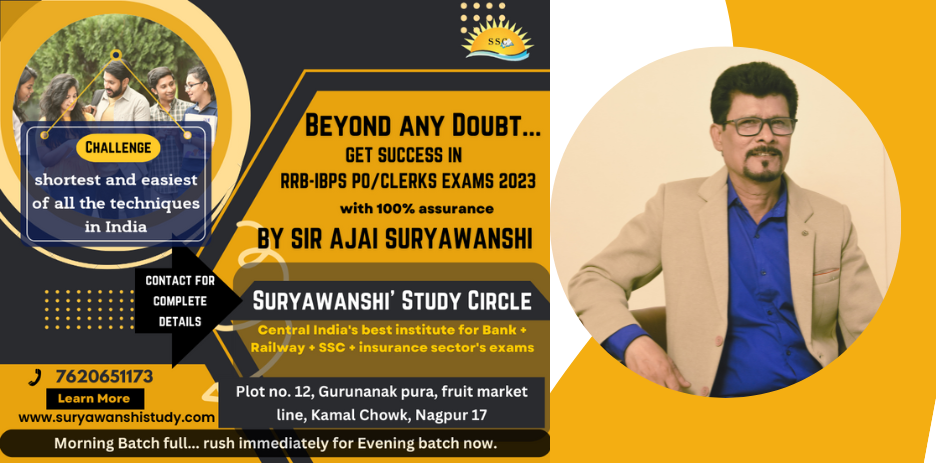 SSC
BEYOND ANY DOUBT...
GET SUCCESS IN
RRB-IBPS PO/CLERKS EXAMS 2023
with 100% assurance
BY SIR AJAI SURYAWANSHI
CHALLENGE
shortest and easiest
of all the techniques
in India
CONTACT FOR
COMPLETE
DETAILS
SURYAWANSHI' STUDY CIRCLE
Central India's best institute for Bank +
Railway + SSC + insurance sector's exams
7620651173
Learn More
www.suryawanshistudy.com
Plot no. 12, Gurunanak pura, fruit market
line, Kamal Chowk, Nagpur 17
Morning Batch full... rush immediately for Evening batch now.